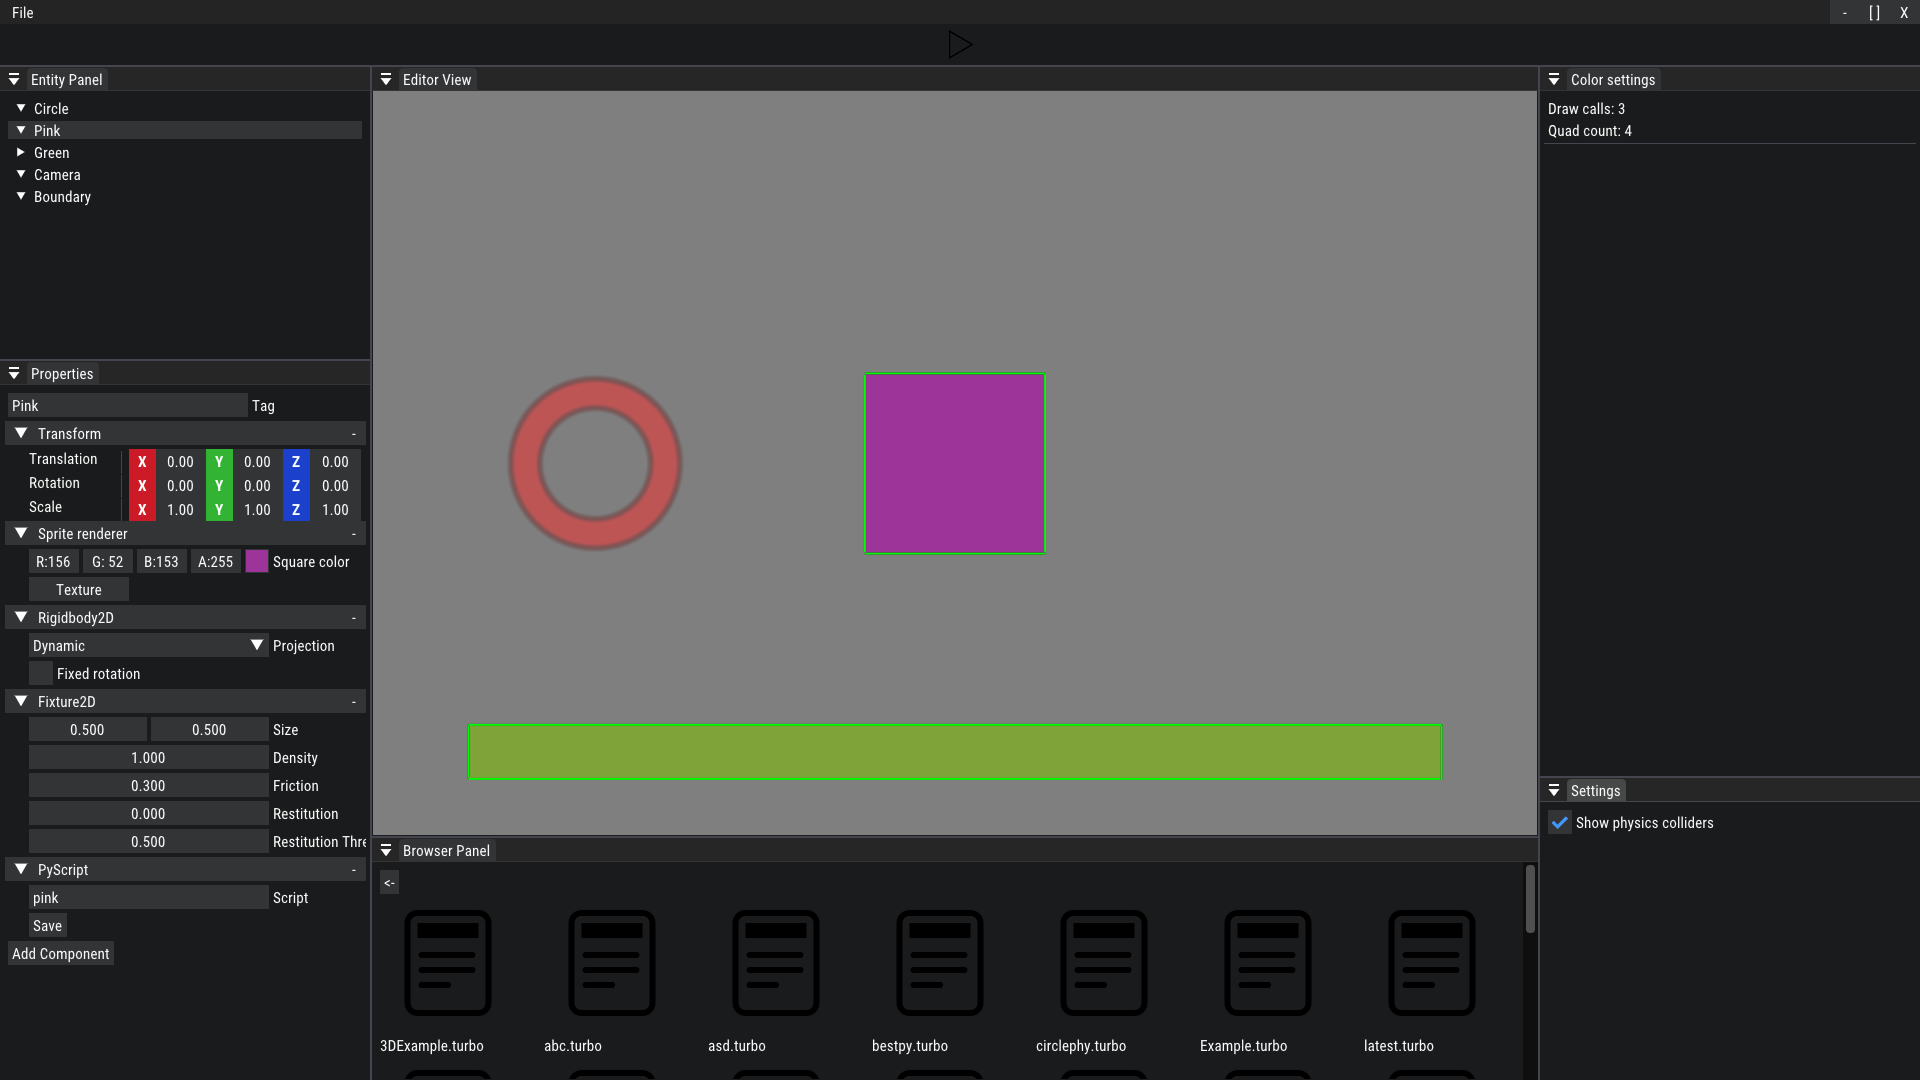 File
- [] X
Entity Panel
Circle
Pink
Green
Camera
Boundary
Properties
Pink Tag
Transform -
Translation X 0.00 Y 0.00 Z 0.00
Rotation X 0.00 Y 0.00 Z 0.00
Scale X 1.00 Y 1.00 Z 1.00
Sprite renderer -
R:156 G: 52 B:153 A:255 Square color
Texture
Rigidbody2D -
Dynamic Projection
Fixed rotation
Fixture2D -
0.500 0.500 Size
1.000 Density
0.300 Friction
0.000 Restitution
0.500 Restitution Thre
PyScript -
pink Script
Save
Add Component
Editor View
Browser Panel
<-
3DExample.turbo abc.turbo asd.turbo bestpy.turbo circlephy.turbo Example.turbo latest.turbo
Color settings
Draw calls: 3
Quad count: 4
Settings
Show physics colliders